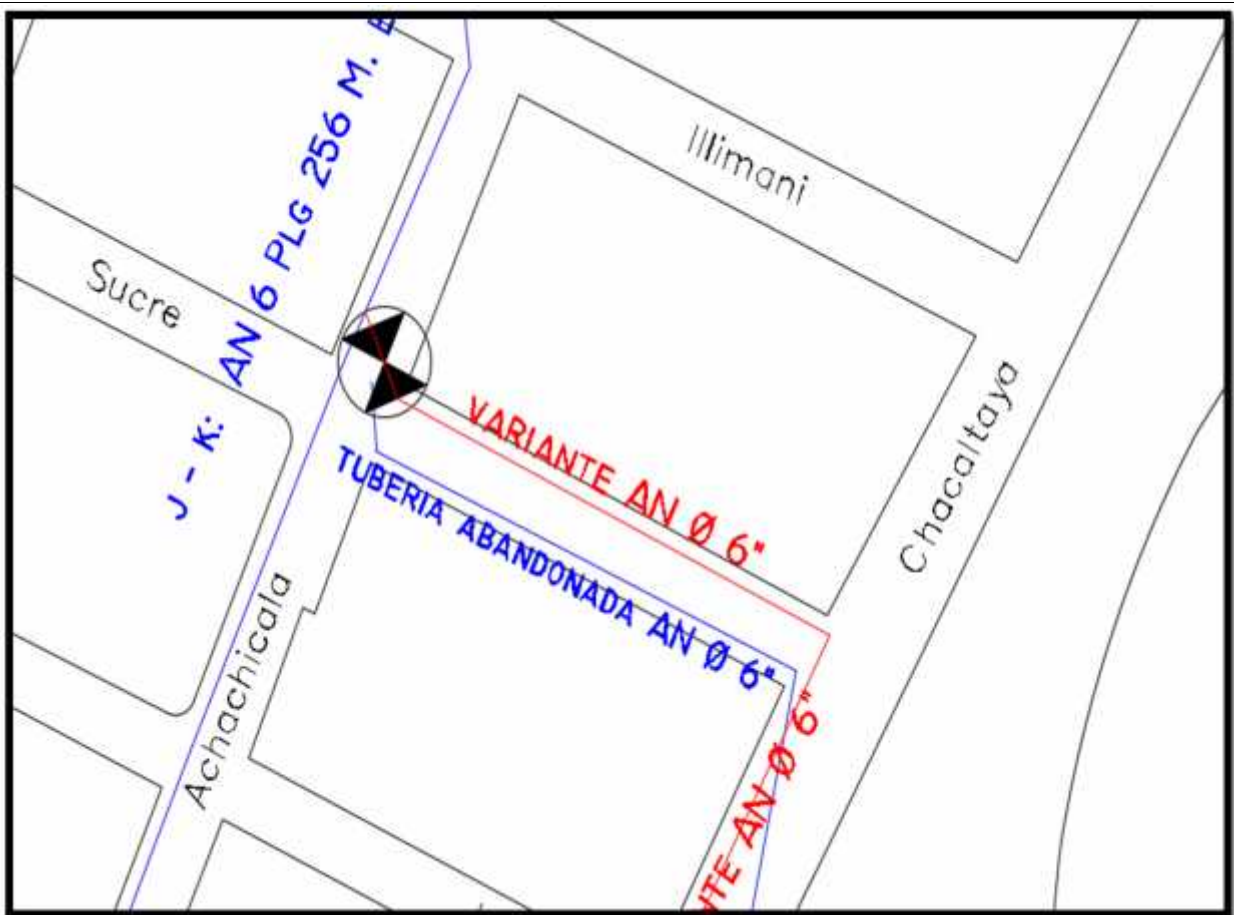 AN 6 PLG 256 M.
J - K:
Illimani
Sucre
Chacaltaya
VARIANTE AN Ø 6"
TUBERIA ABANDONADA AN Ø 6"
Achachicala
AN Ø 6"